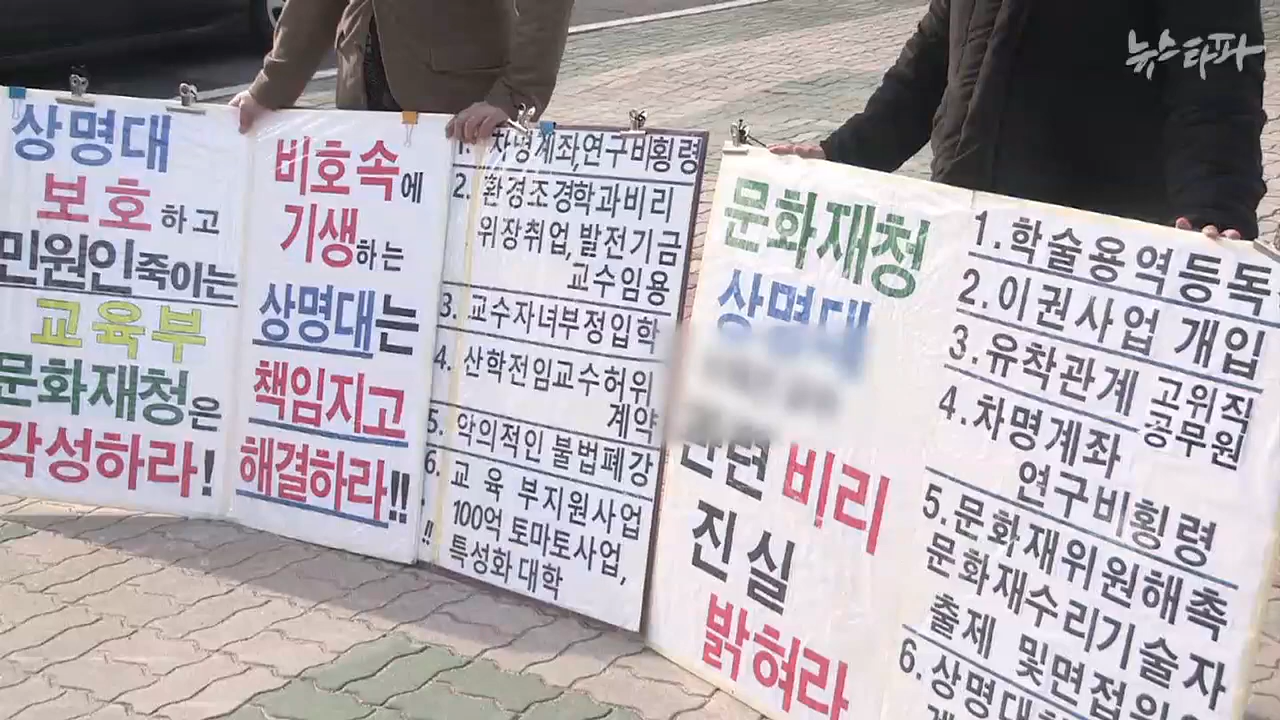 뉴스타파
상명대
보호하고
민원인죽이는
교육부
문화재청은
각성하라!
비호속에
기생하는
상명대는
책임지고
해결하라!!
1. 차명계좌,연구비횡령
2. 환경조경학과비리
위장취업,발전기금
교수임용
3. 교수자녀부정입학
4. 산학전임교수허위
계약
5. 악의적인 불법폐강
6. 교육부지원사업
!! 100억 토마토사업,
특성화대학
문화재청
상명대
비리
진실
밝혀라
1.학술용역등독
2.이권사업 개입
3.유착관계 고위직
공무원
4.차명계좌
연구비횡령
5.문화재위원해촉
문화재수리기술자
출제 및면접위
6.상명대